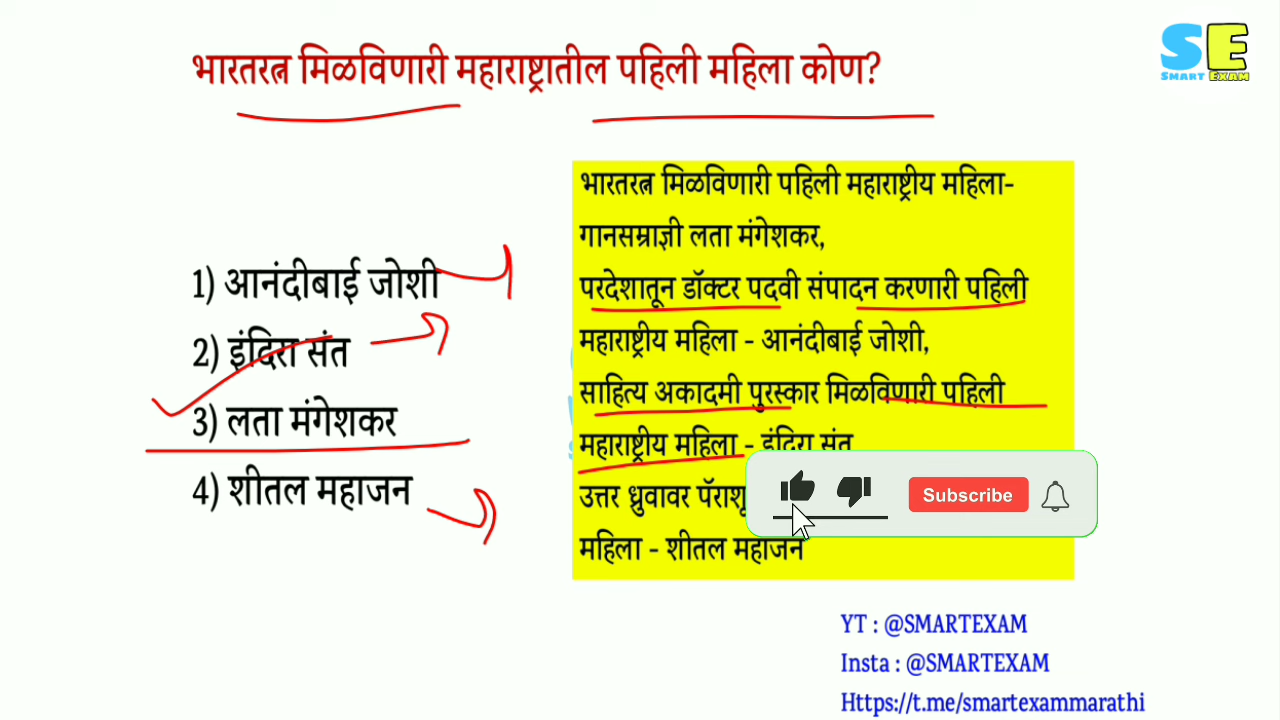 भारतरत्न मिळविणारी महाराष्ट्रातील पहिली महिला कोण?
SE
SMART EXAM
1) आनंदीबाई जोशी
2) इंदिरा संत
3) लता मंगेशकर
4) शीतल महाजन
भारतरत्न मिळविणारी पहिली महाराष्ट्रीय महिला-
गानसम्राज्ञी लता मंगेशकर,
परदेशातून डॉक्टर पदवी संपादन करणारी पहिली
महाराष्ट्रीय महिला - आनंदीबाई जोशी,
साहित्य अकादमी पुरस्कार मिळविणारी पहिली
महाराष्ट्रीय महिला - इंदिरा संत
उत्तर ध्रुवावर
महिला - शीतल महाजन
Subscribe
YT : @SMARTEXAM
Insta : @SMARTEXAM
Https://t.me/smartexammarathi